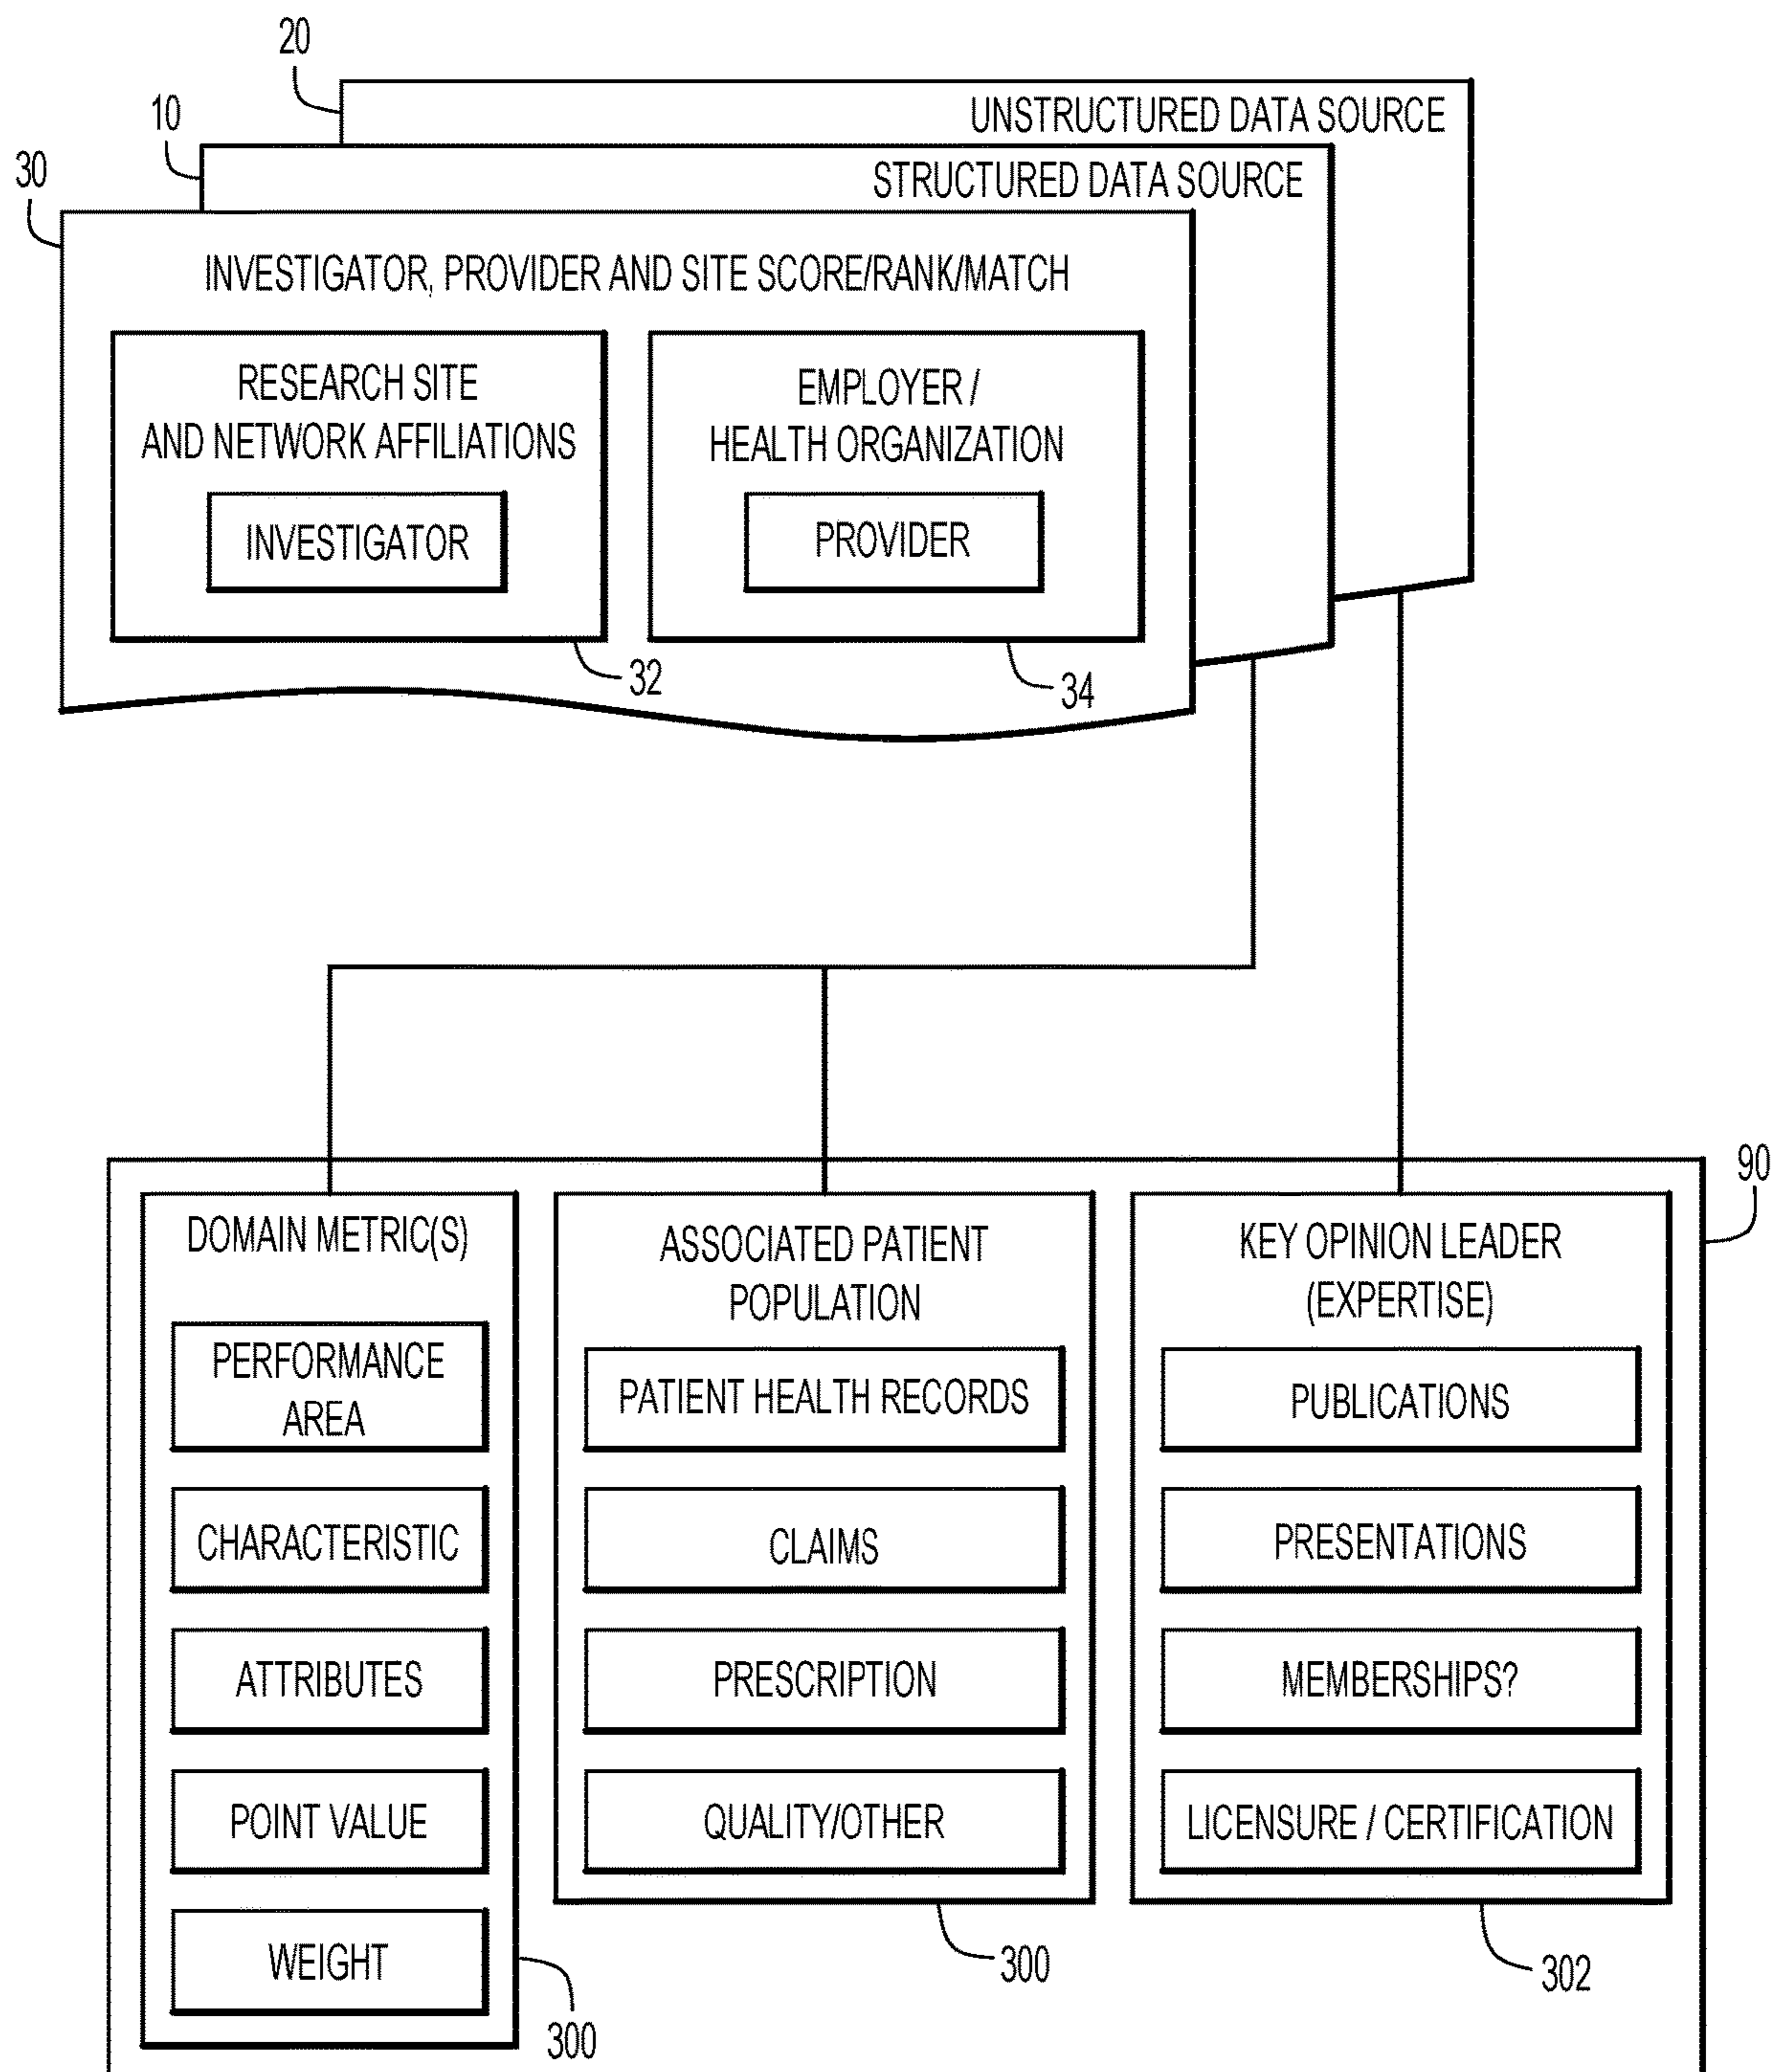 20
UNSTRUCTURED DATA SOURCE
10
STRUCTURED DATA SOURCE
30
INVESTIGATOR, PROVIDER AND SITE SCORE/RANK/MATCH
RESEARCH SITE
AND NETWORK AFFILIATIONS
INVESTIGATOR
32
EMPLOYER /
HEALTH ORGANIZATION
PROVIDER
34
90
DOMAIN METRIC(S)
PERFORMANCE
AREA
CHARACTERISTIC
ATTRIBUTES
POINT VALUE
WEIGHT
300
ASSOCIATED PATIENT
POPULATION
PATIENT HEALTH RECORDS
CLAIMS
PRESCRIPTION
QUALITY/OTHER
300
KEY OPINION LEADER
(EXPERTISE)
PUBLICATIONS
PRESENTATIONS
MEMBERSHIPS?
LICENSURE / CERTIFICATION
302